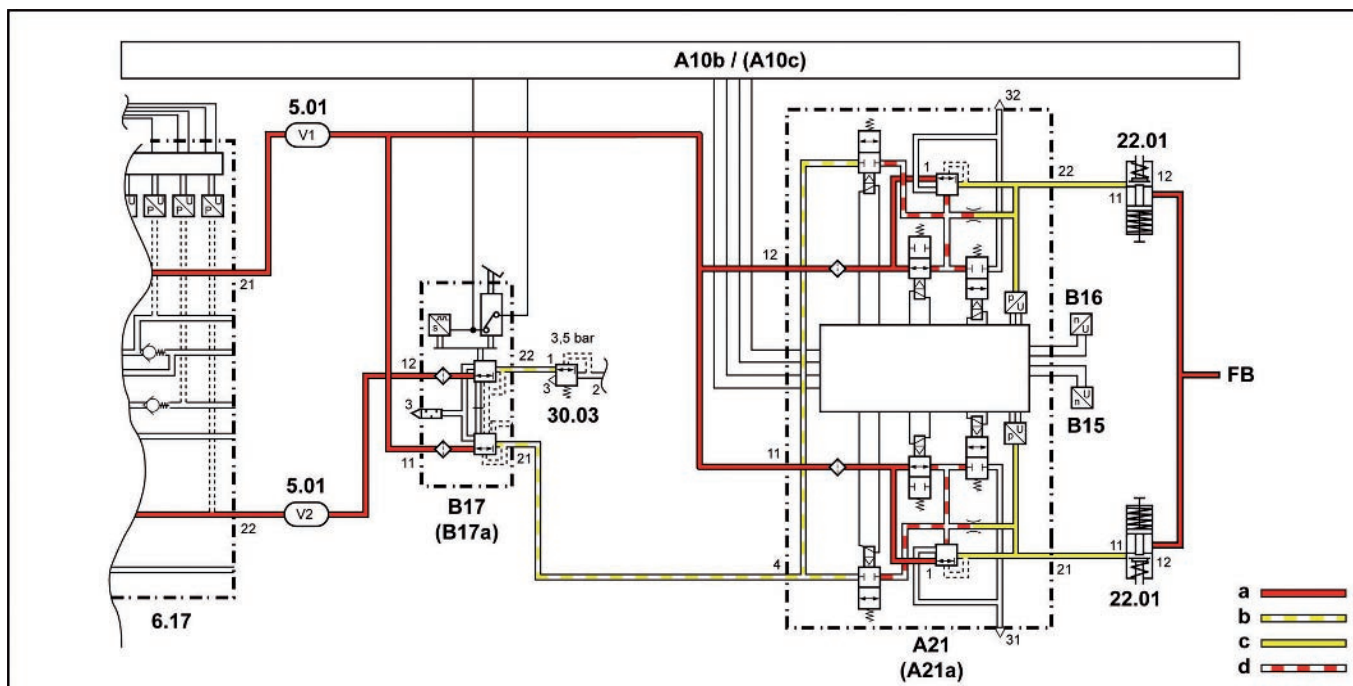 A10b / (A10c)
5.01
V1
32
22.01
1
22
12
11
U
P
U
P
U
P
U
21
12
p
U
B16
n
U
s
3,5 bar
22
1
12
3
2
30.03
FB
3
n
U
B15
11
21
11
p
U
5.01
V2
22
B17
(B17a)
4
1
21
11
12
22.01
6.17
31
A21
(A21a)
a
b
c
d